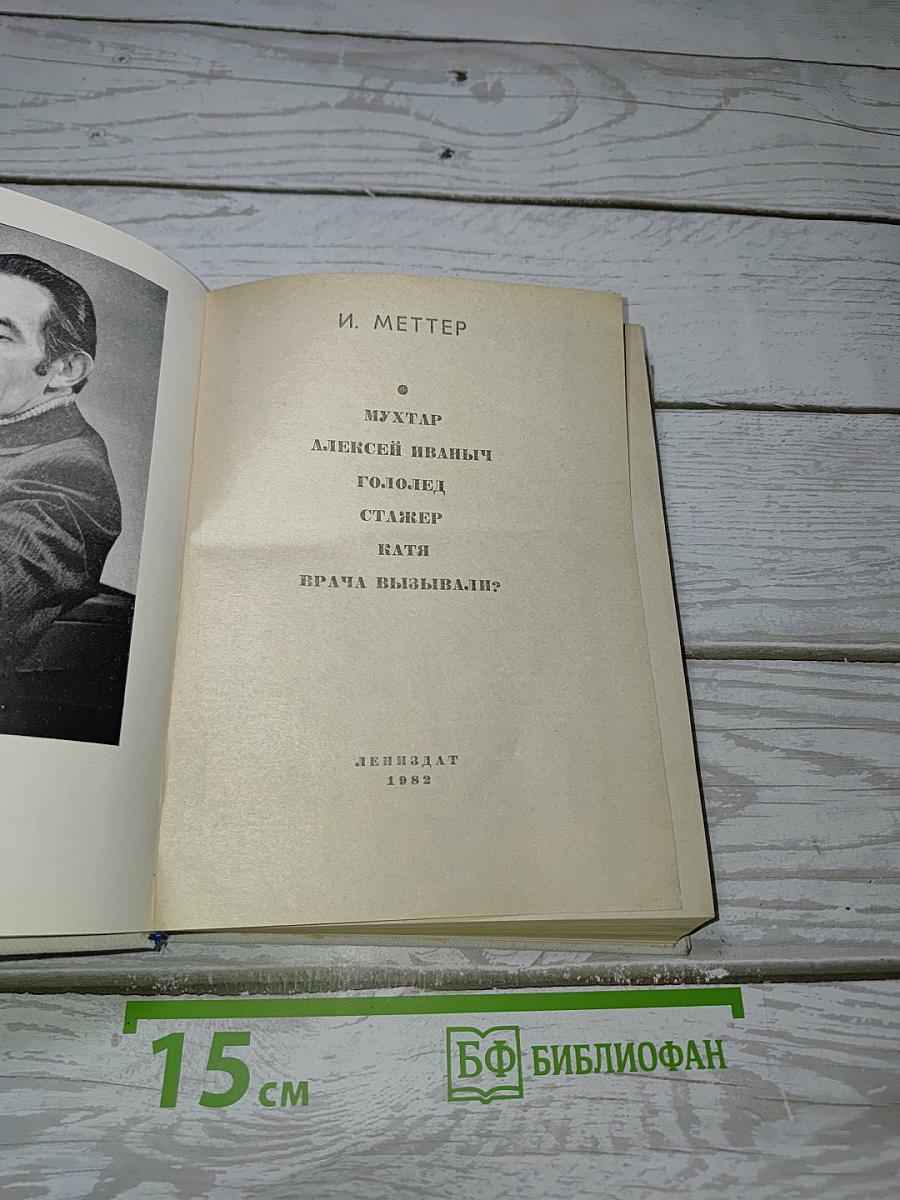 И. МЕТТЕР
МУХТАР
АЛЕКСЕЙ ИВАНЫЧ
ГОЛОЛЕД
СТАЖЕР
КАТЯ
ВРАЧА ВЫЗЫВАЛИ?
ЛЕНИЗДАТ
1982
15 см
БФ БИБЛИОФАН